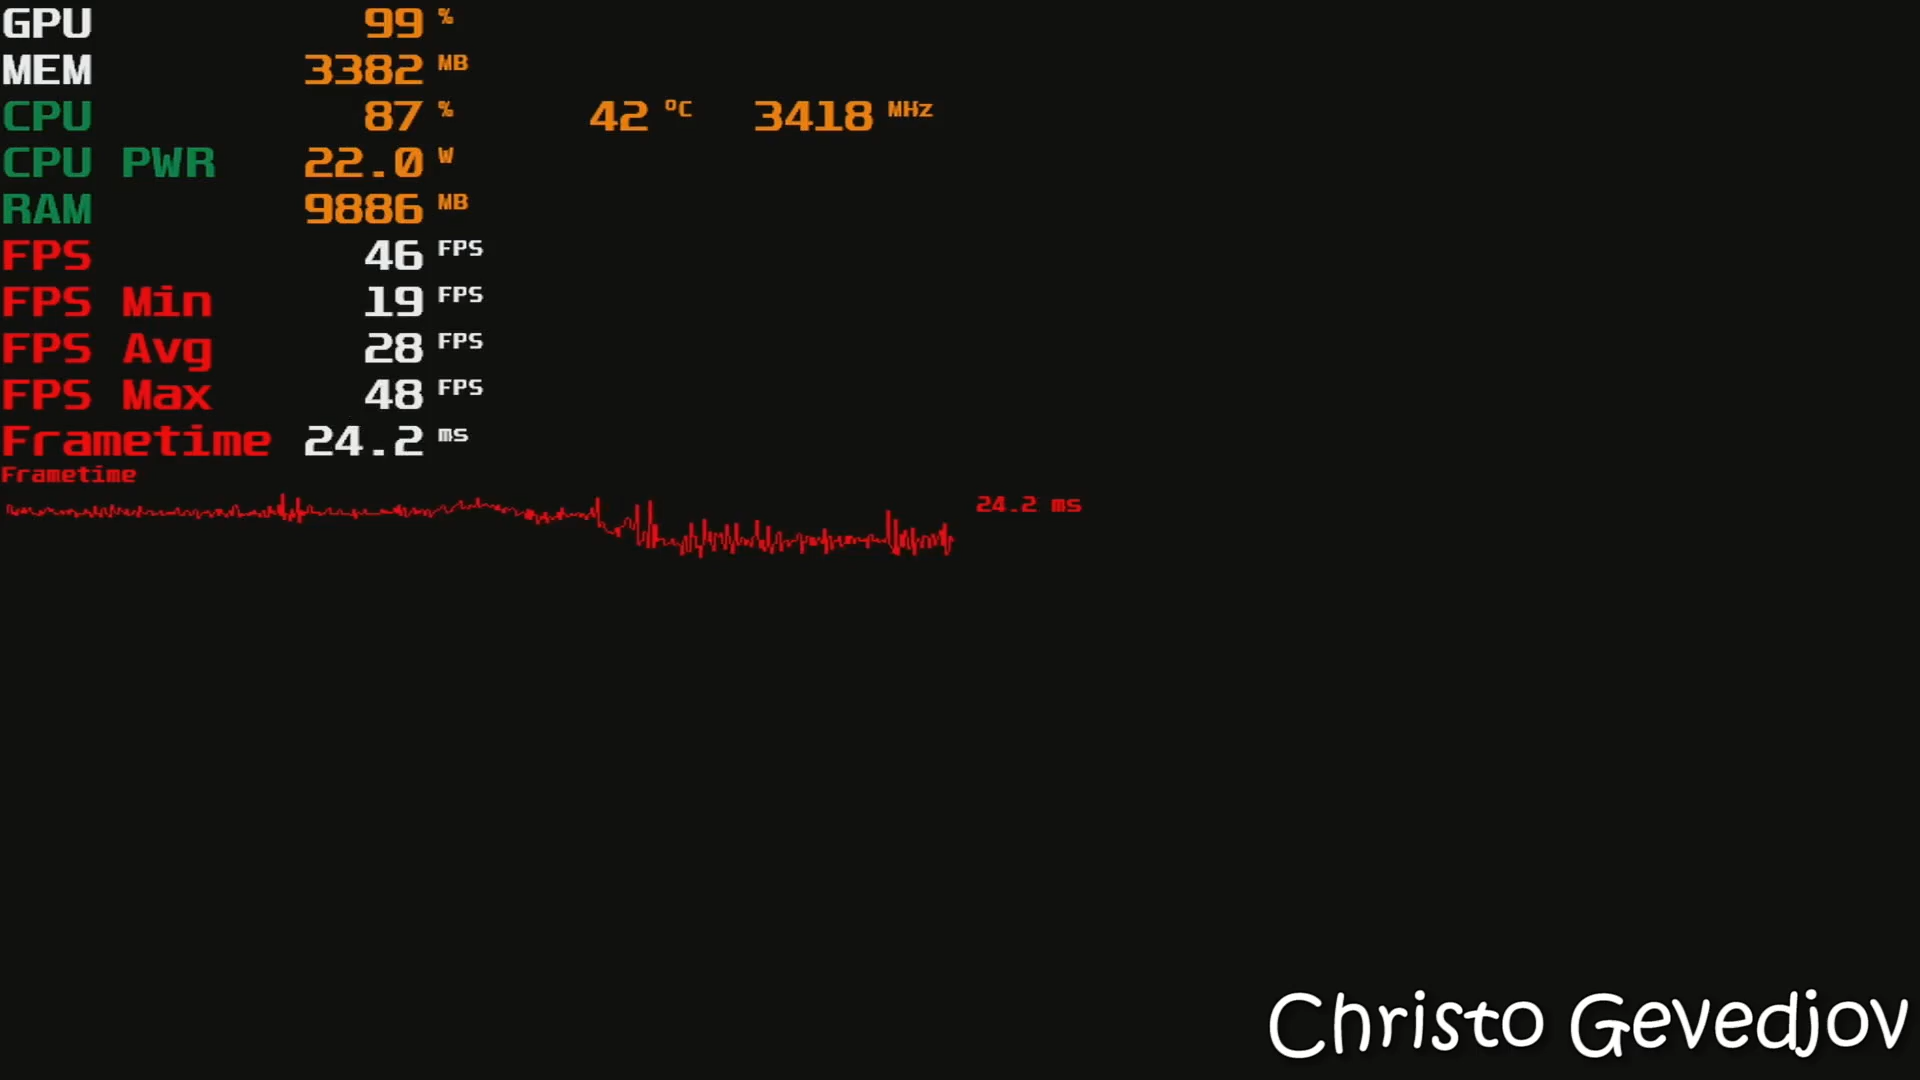 GPU 99 %
MEM 3382 MB
CPU 87 % 42 °C 3418 MHz
CPU PWR 22.0 W
RAM 9886 MB
FPS 46 FPS
FPS Min 19 FPS
FPS Avg 28 FPS
FPS Max 48 FPS
Frametime 24.2 ms
Frametime
24.2 ms
Christo Gevedjov